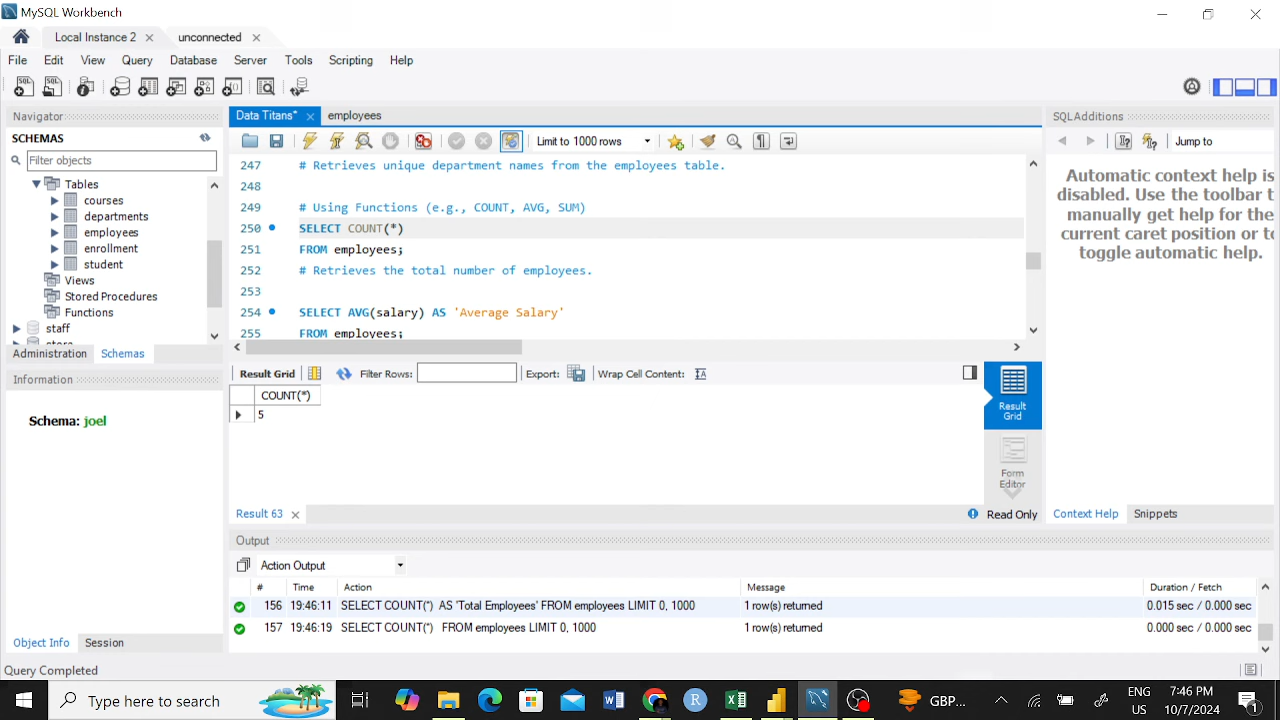 MySQL Workbench
Local Instance 2
unconnected
File Edit View Query Database Server Tools Scripting Help
Navigator
SCHEMAS
Filter objects
Tables
courses
departments
employees
enrollment
student
Views
Stored Procedures
Functions
staff
Administration Schemas
Information
Schema: joel
Object Info Session
Query Completed
Data Titans* employees
Limit to 1000 rows
247 # Retrieves unique department names from the employees table.
248
249 # Using Functions (e.g., COUNT, AVG, SUM)
250 SELECT COUNT(*)
251 FROM employees;
252 # Retrieves the total number of employees.
253
254 SELECT AVG(salary) AS 'Average Salary'
255 FROM employees;
Result Grid Filter Rows: Export: Wrap Cell Content:
COUNT(*)
5
Result Grid
Form Editor
Result 63
Read Only
Output
Action Output
# Time Action Message Duration / Fetch
156 19:46:11 SELECT COUNT(*) AS 'Total Employees' FROM employees LIMIT 0, 1000 1 row(s) returned 0.015 sec / 0.000 sec
157 19:46:19 SELECT COUNT(*) FROM employees LIMIT 0, 1000 1 row(s) returned 0.000 sec / 0.000 sec
SQLAdditions
Jump to
Automatic context help is
disabled. Use the toolbar t
manually get help for the
current caret position or to
toggle automatic help.
Context Help Snippets
Type here to search
GBP...
ENG
US
7:46 PM
10/7/2024